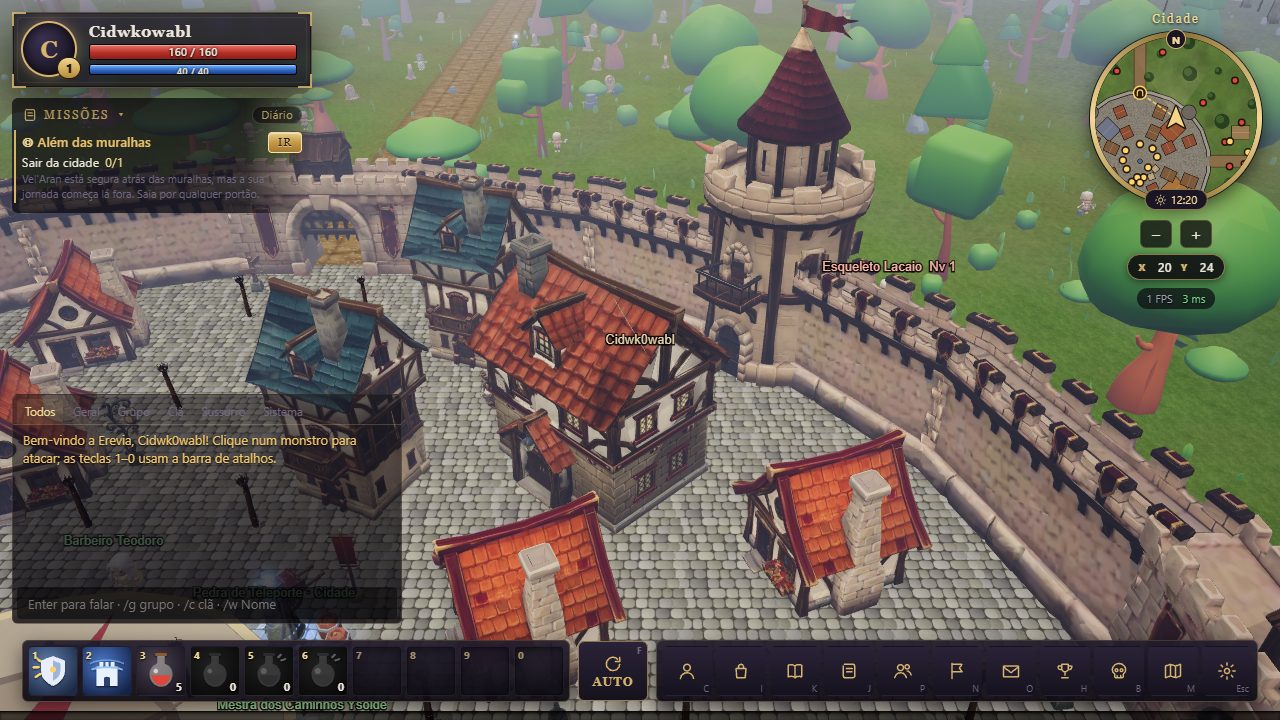 C
1
Cidwkowabl
160 / 160
40 / 40
MISSÕES
Diário
Além das muralhas
IR
Sair da cidade 0/1
Vel'Aran está segura atrás das muralhas, mas a sua
jornada começa lá fora. Saia por qualquer portão.
Cidade
N
12:20
− +
X 20 Y 24
1 FPS 3 ms
Esqueleto Lacaio Nv 1
Cidwk0wabl
Todos Geral Grupo Clã Sussurro Sistema
Bem-vindo a Erevia, Cidwk0wabl! Clique num monstro para
atacar; as teclas 1–0 usam a barra de atalhos.
Barbeiro Teodoro
Pedra de Teleporte - Cidade
Enter para falar · /g grupo · /c clã · /w Nome
1 2 3 4 5 6 7 8 9 0
5 0 0 0
F
AUTO
C I K J P N O H B M Esc
Mestra dos Caminhos Ysolde